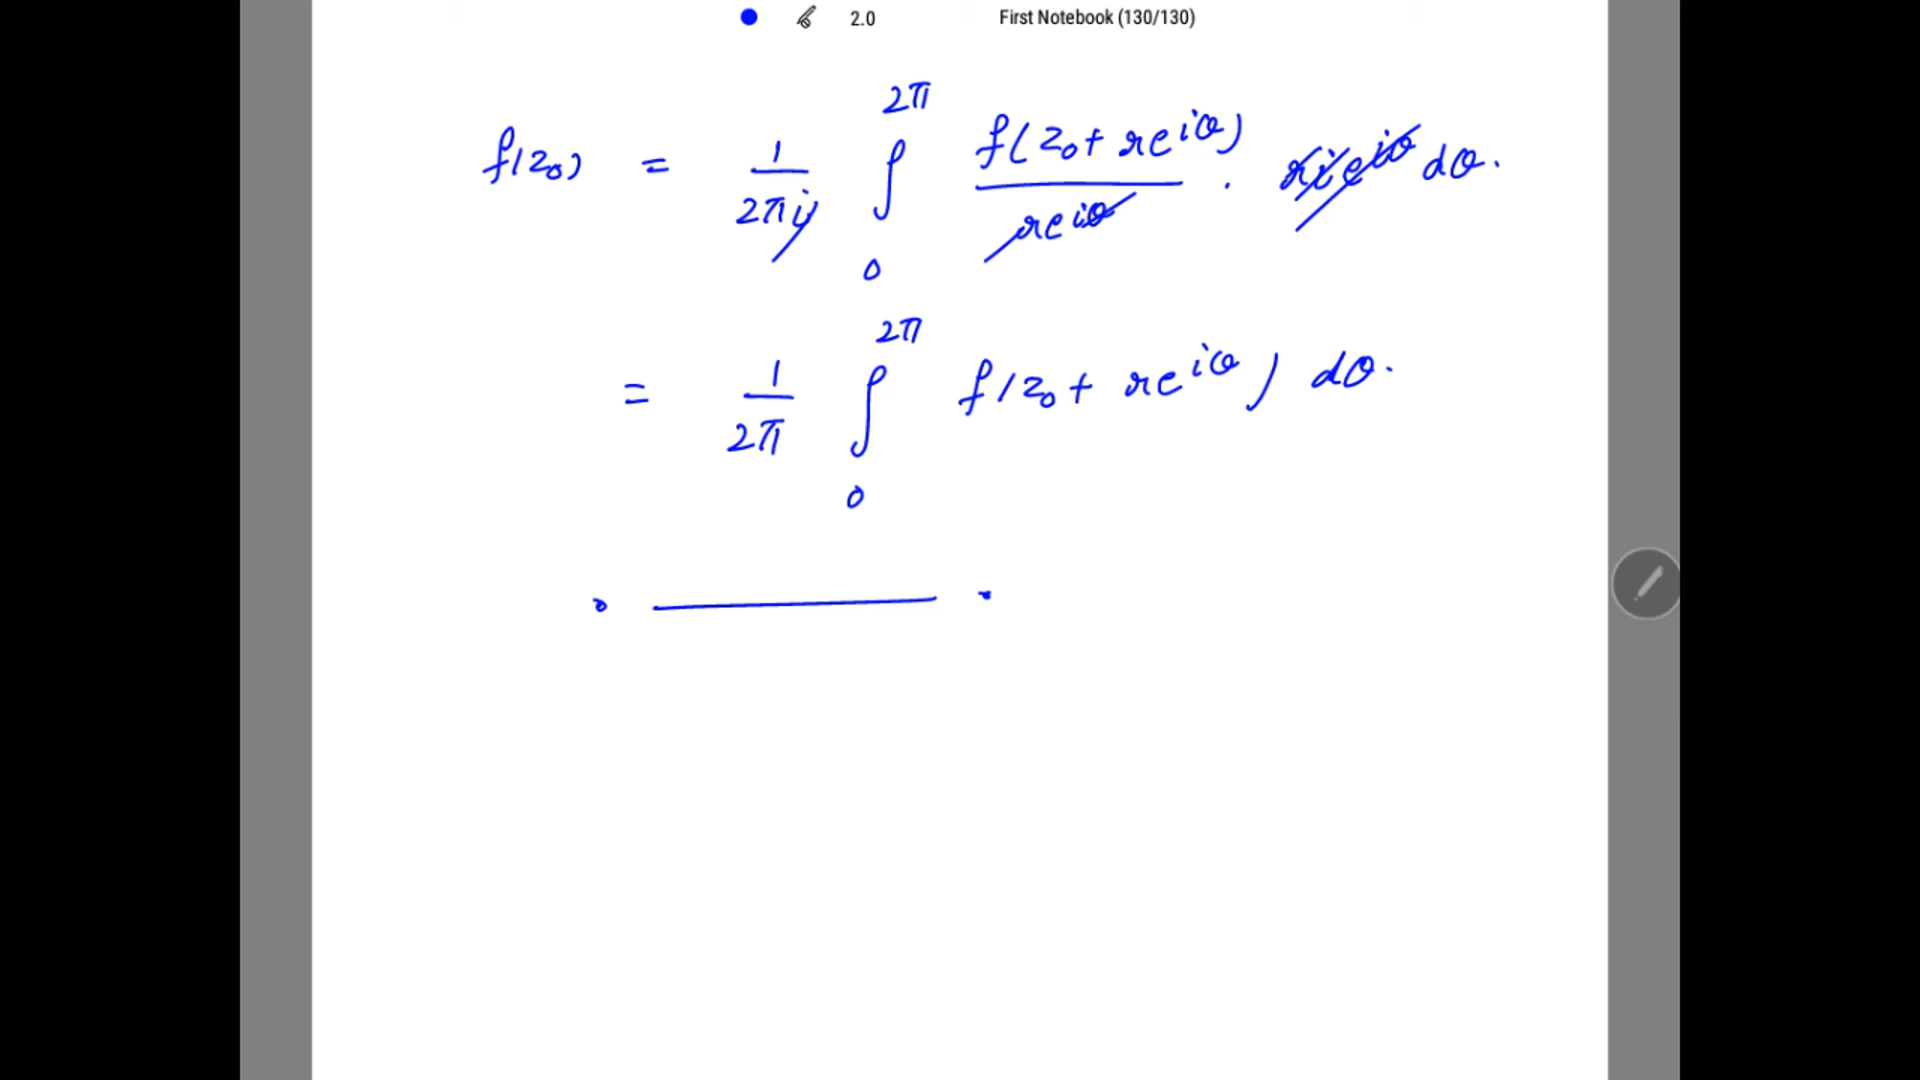 2.0 First Notebook (130/130)
f(z₀) = 1/2πi ∫₀^2π f(z₀ + re^iθ)/re^iθ . rie^iθ dθ.
= 1/2π ∫₀^2π f(z₀ + re^iθ) dθ.